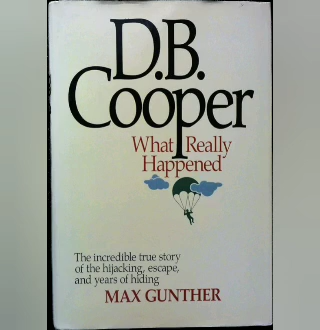 D.B.
Cooper
What Really
Happened
The incredible true story
of the hijacking, escape,
and years of hiding
MAX GUNTHER